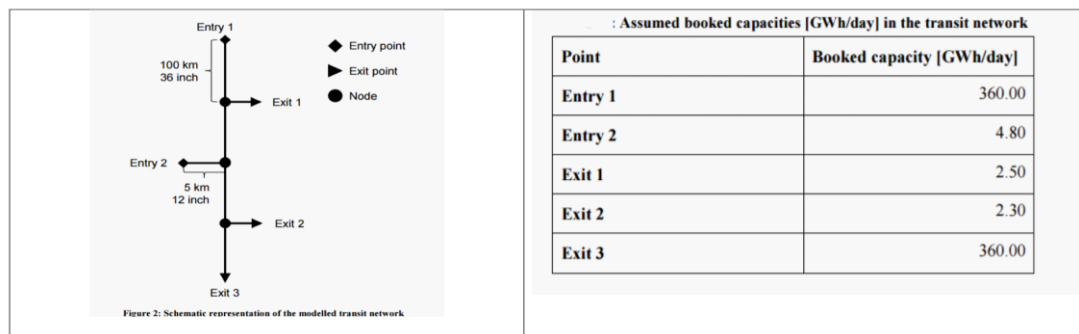 Entry 1
Entry point
100 km
36 inch
Exit point
Node
Exit 1
Entry 2
5 km
12 inch
Exit 2
Exit 3
Figure 2: Schematic representation of the modelled transit network
: Assumed booked capacities [GWh/day] in the transit network
Point Booked capacity [GWh/day]
Entry 1 360.00
Entry 2 4.80
Exit 1 2.50
Exit 2 2.30
Exit 3 360.00